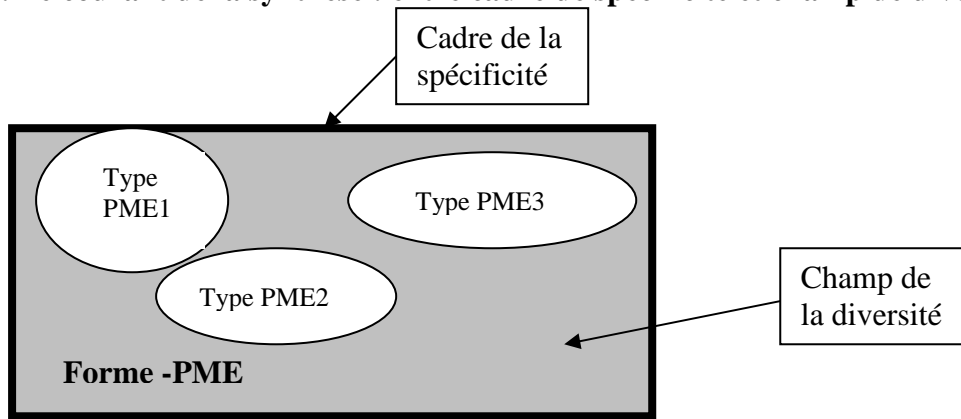 Cadre de la
spécificité
Type
PME1
Type PME3
Type PME2
Champ de
la diversité
Forme -PME